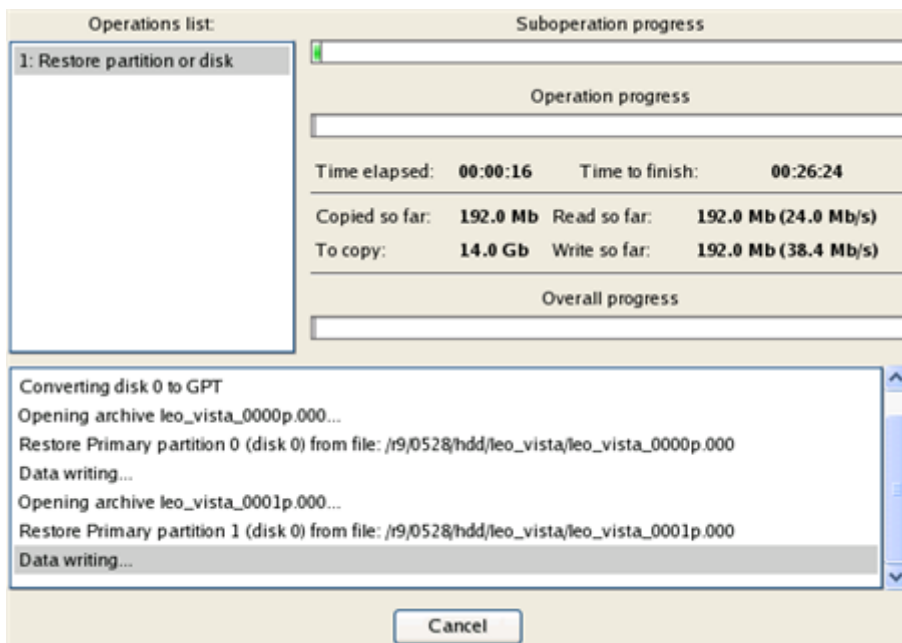 Operations list:
1: Restore partition or disk
Suboperation progress
Operation progress
Time elapsed: 00:00:16 Time to finish: 00:26:24
Copied so far: 192.0 Mb Read so far: 192.0 Mb (24.0 Mb/s)
To copy: 14.0 Gb Write so far: 192.0 Mb (38.4 Mb/s)
Overall progress
Converting disk 0 to GPT
Opening archive leo_vista_0000p.000...
Restore Primary partition 0 (disk 0) from file: /r9/0528/hdd/leo_vista/leo_vista_0000p.000
Data writing...
Opening archive leo_vista_0001p.000...
Restore Primary partition 1 (disk 0) from file: /r9/0528/hdd/leo_vista/leo_vista_0001p.000
Data writing...
Cancel